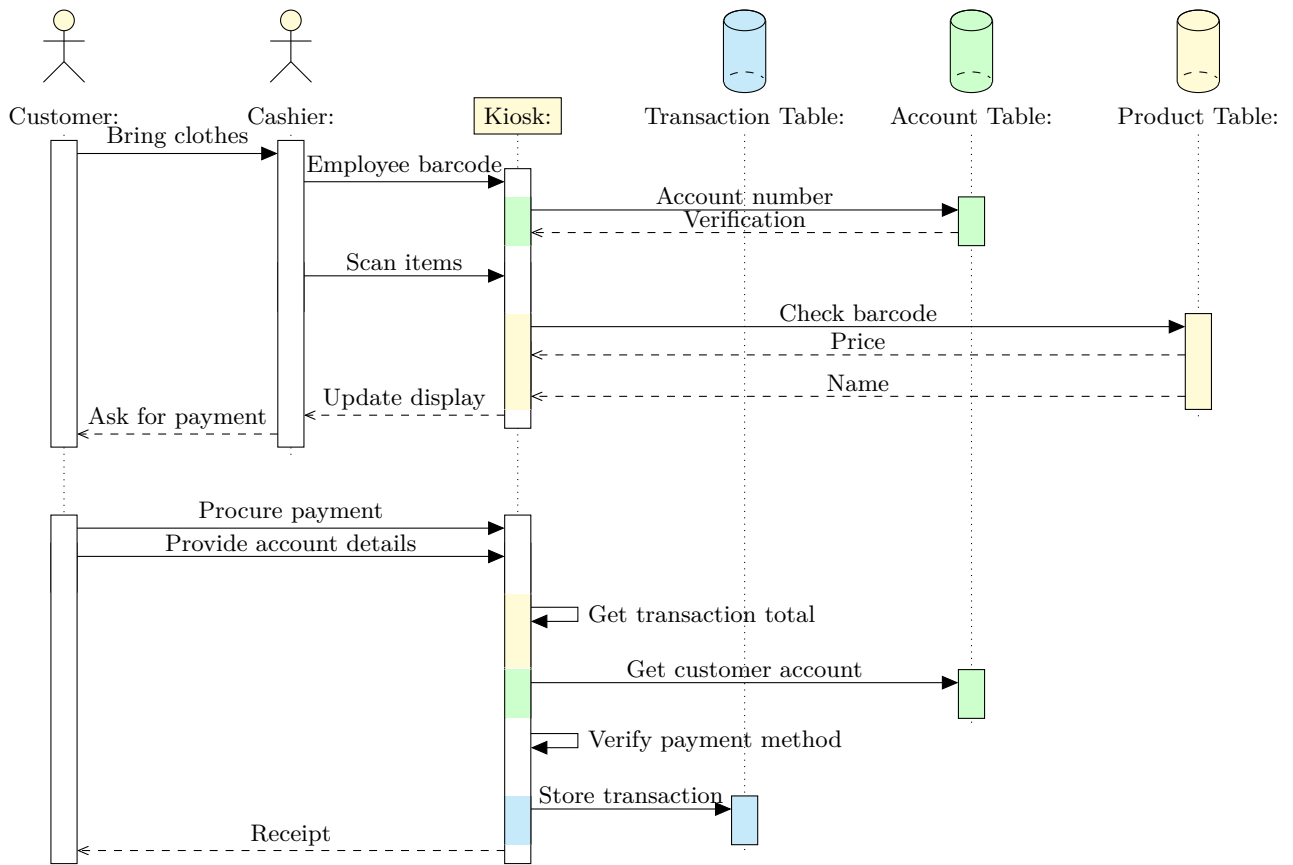 Customer:
Cashier:
Kiosk:
Transaction Table:
Account Table:
Product Table:
Bring clothes
Employee barcode
Account number
Verification
Scan items
Check barcode
Price
Name
Update display
Ask for payment
Procure payment
Provide account details
Get transaction total
Get customer account
Verify payment method
Store transaction
Receipt